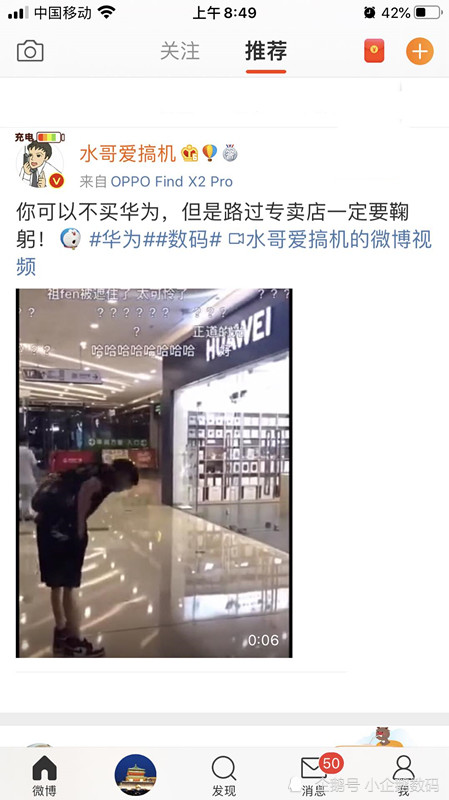 中国移动
上午 8:49
42%
关注
推荐
充电
水哥爱搞机
来自 OPPO Find X2 Pro
你可以不买华为，但是路过专卖店一定要鞠
躬！ #华为##数码# 水哥爱搞机的微博视
频
祖fen被遮住了 太可怜了
? ? ?
? ?
? ? ? ? ? ?
? ? ?
?
正道的
? ? ?
哈哈哈哈哈哈哈哈哈
HUAWEI
0:06
微博
发现
50
消息
我
企鹅号 小企鹅数码